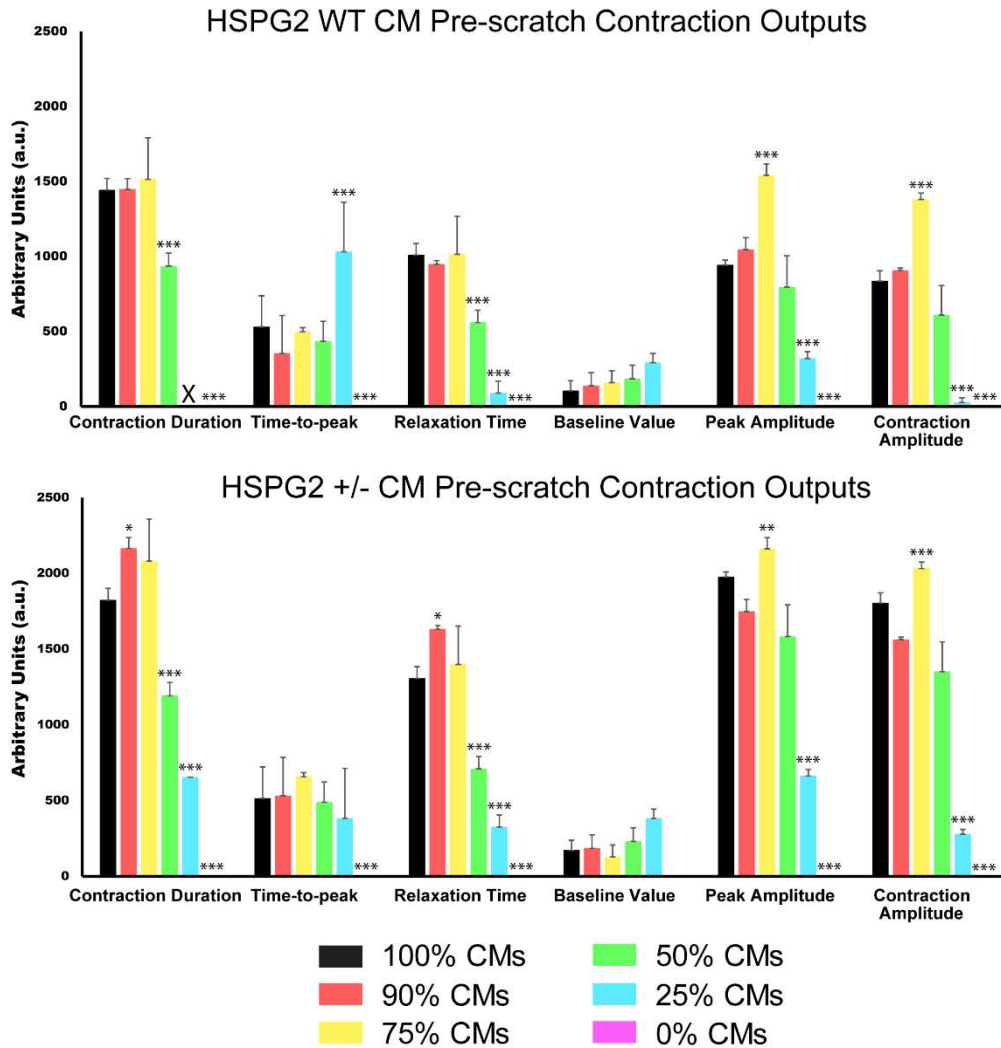 HSPG2 WT CM Pre-scratch Contraction Outputs
2500
2000
1500
1000
500
0
Arbitrary Units (a.u.)
***
X
***
***
***
***
***
***
***
***
***
***
***
***
Contraction Duration
Time-to-peak
Relaxation Time
Baseline Value
Peak Amplitude
Contraction Amplitude
HSPG2 +/- CM Pre-scratch Contraction Outputs
2500
2000
1500
1000
500
0
Arbitrary Units (a.u.)
*
***
***
***
***
*
***
***
***
**
***
***
***
***
***
Contraction Duration
Time-to-peak
Relaxation Time
Baseline Value
Peak Amplitude
Contraction Amplitude
100% CMs
90% CMs
75% CMs
50% CMs
25% CMs
0% CMs